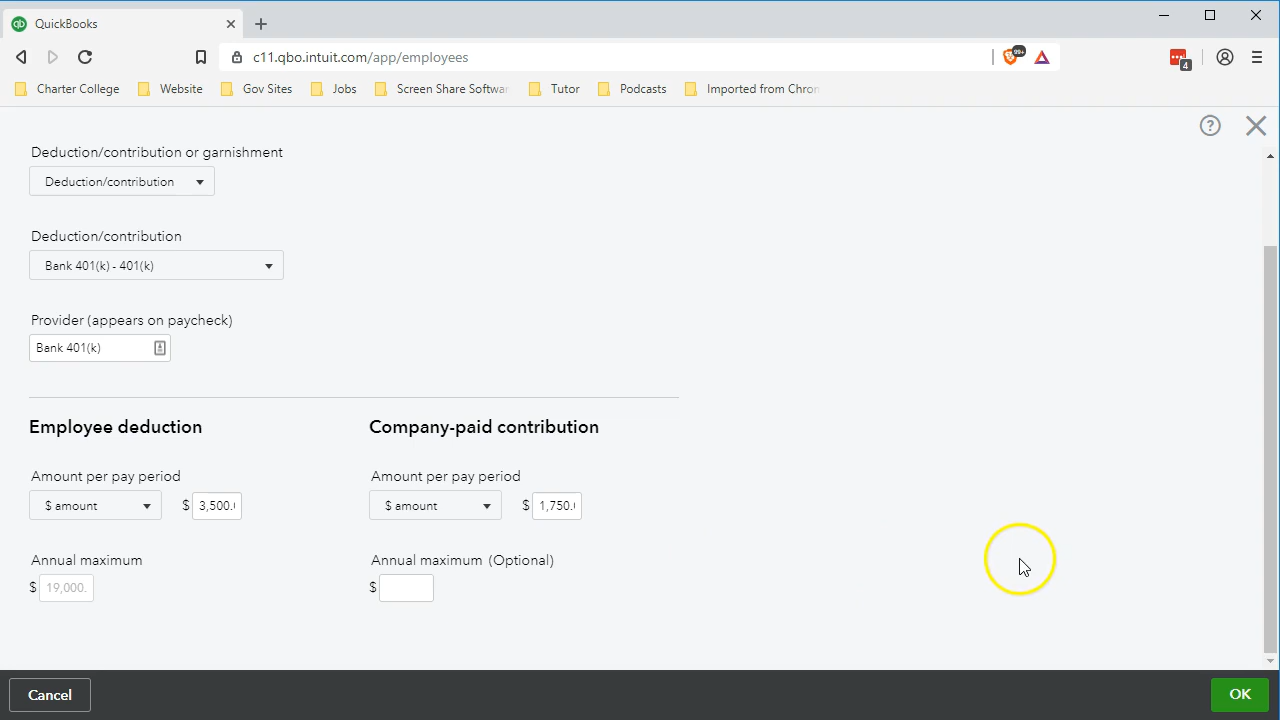 QuickBooks
c11.qbo.intuit.com/app/employees
99+
4
Charter College
Website
Gov Sites
Jobs
Screen Share Softwar
Tutor
Podcasts
Imported from Chrom
Deduction/contribution or garnishment
Deduction/contribution
Deduction/contribution
Bank 401(k) - 401(k)
Provider (appears on paycheck)
Bank 401(k)
Employee deduction
Company-paid contribution
Amount per pay period
Amount per pay period
$ amount
$ 3,500.
$ amount
$ 1,750.
Annual maximum
Annual maximum (Optional)
$ 19,000.
$
Cancel
OK